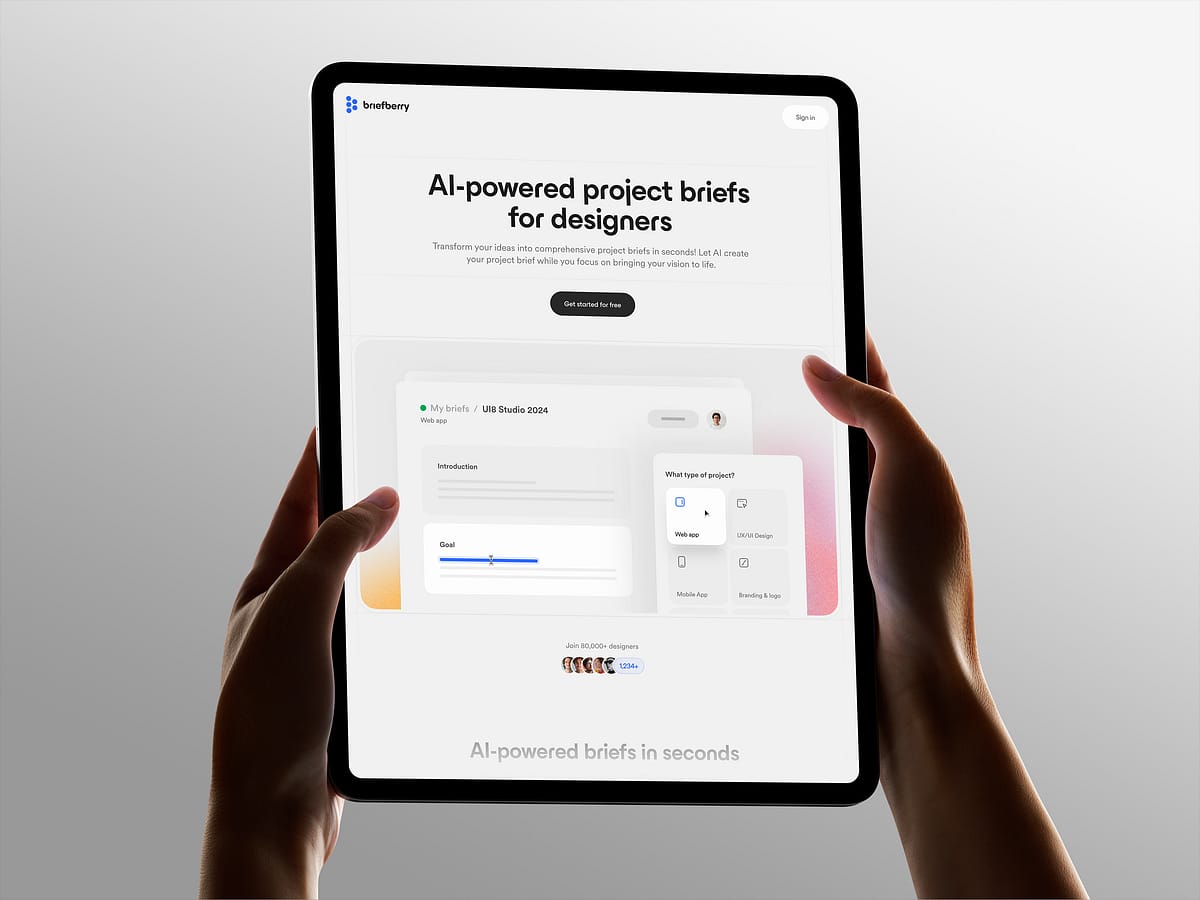 briefberry
Sign in
AI-powered project briefs
for designers
Transform your ideas into comprehensive project briefs in seconds! Let AI create
your project brief while you focus on bringing your vision to life.
Get started for free
My briefs / UI8 Studio 2024
Web app
Introduction
What type of project?
Goal
Web app
UX/UI Design
Mobile App
Branding & logo
Join 80,000+ designers
1,234+
AI-powered briefs in seconds